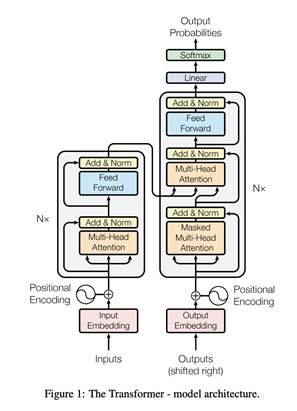 Output
Probabilities
Softmax
Linear
Add & Norm
Feed
Forward
Add & Norm
Multi-Head
Attention
Add & Norm
Masked
Multi-Head
Attention
N×
Positional
Encoding
Output
Embedding
Outputs
(shifted right)
Add & Norm
Feed
Forward
Add & Norm
Multi-Head
Attention
N×
Positional
Encoding
Input
Embedding
Inputs
Figure 1: The Transformer - model architecture.